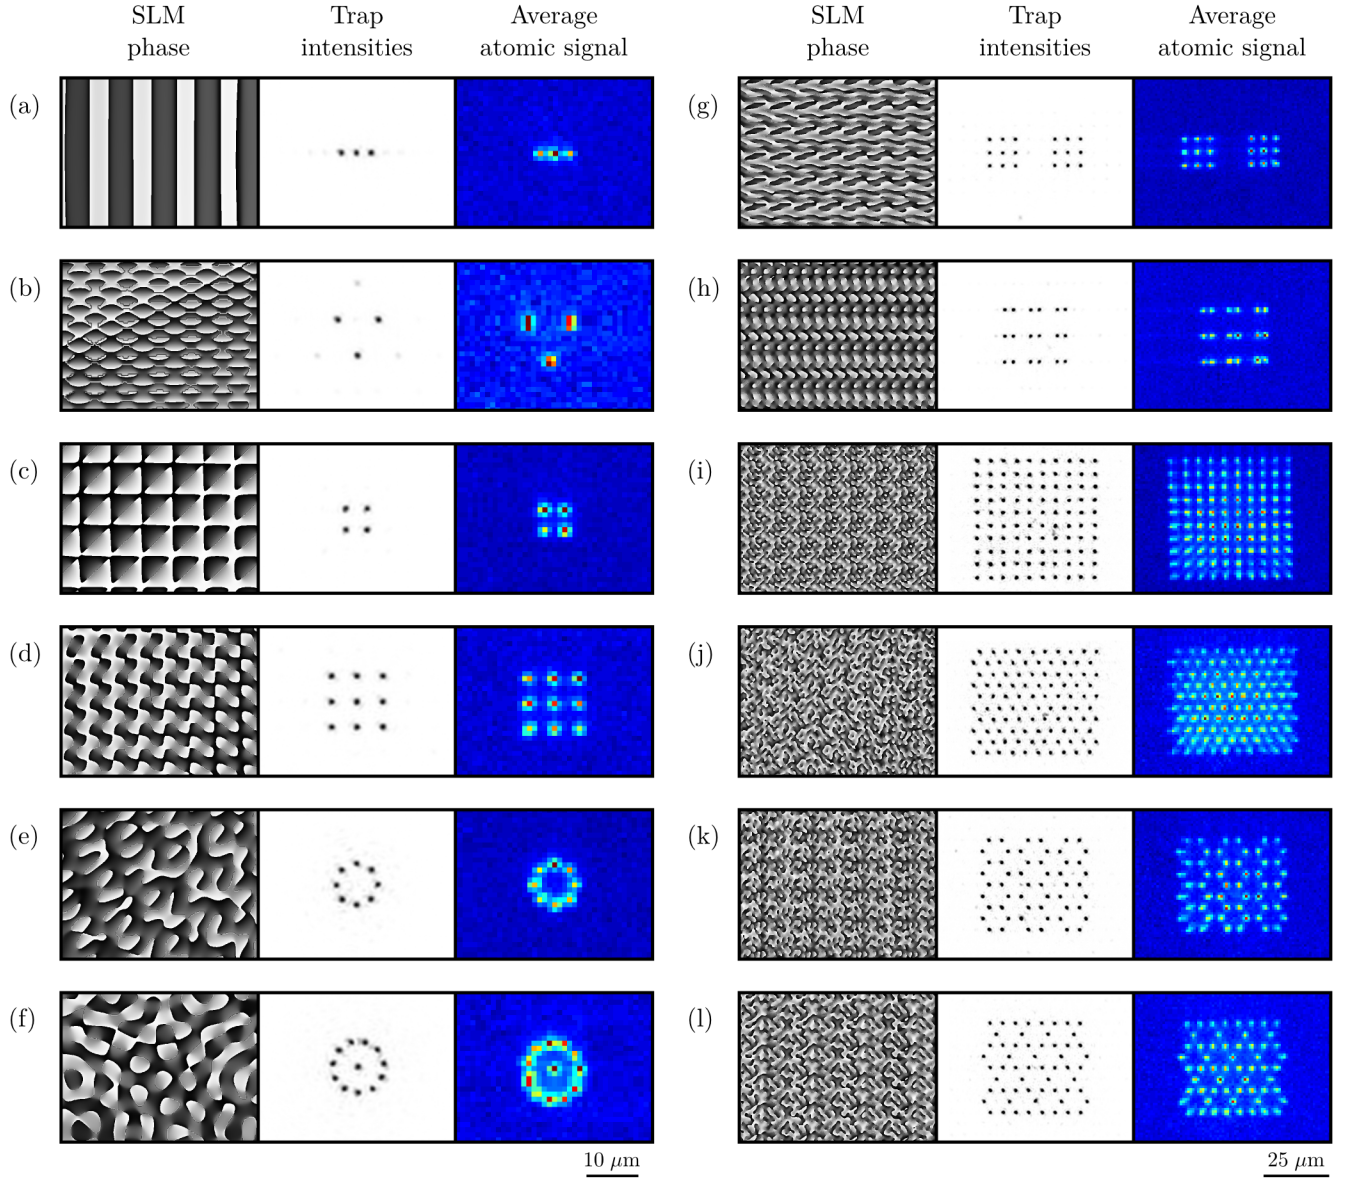 SLM Trap Average SLM Trap Average
phase intensities atomic signal phase intensities atomic signal
(a) (g)
(b) (h)
(c) (i)
(d) (j)
(e) (k)
(f) (l)
10 μm 25 μm